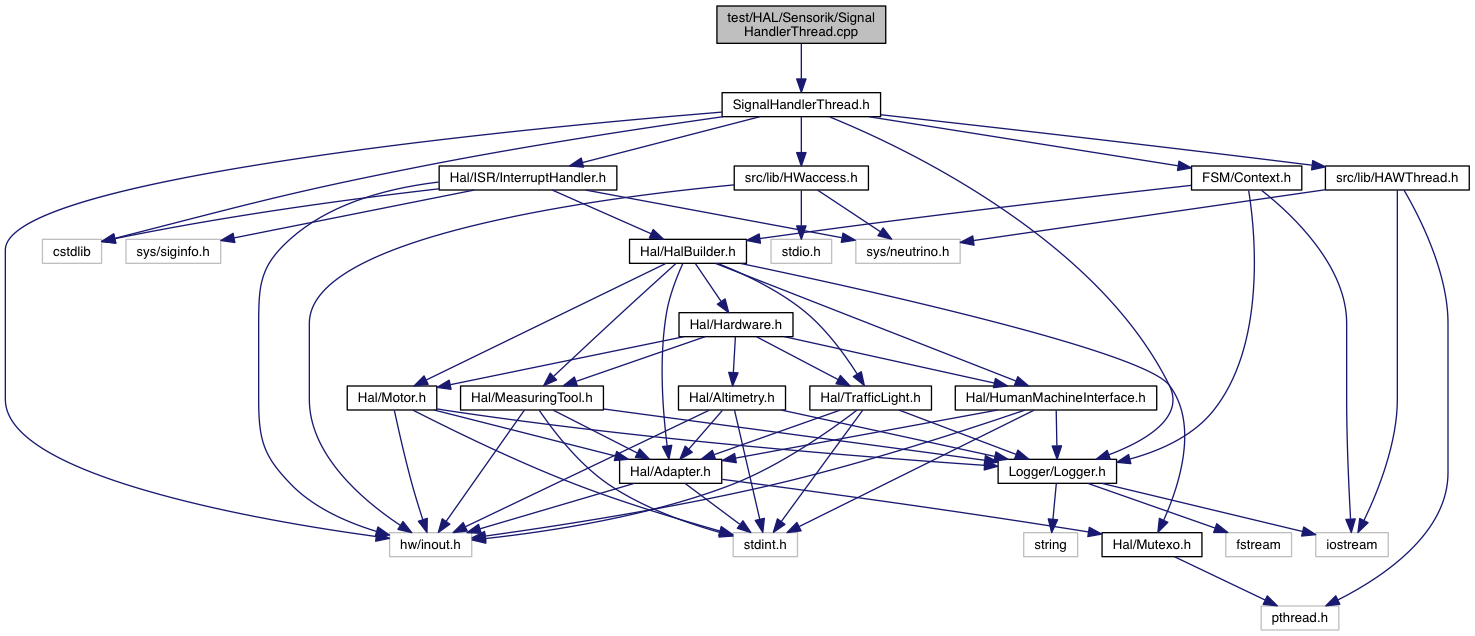 test/HAL/Sensorik/Signal
HandlerThread.cpp
SignalHandlerThread.h
Hal/ISR/InterruptHandler.h
src/lib/HWaccess.h
FSM/Context.h
src/lib/HAWThread.h
cstdlib
sys/siginfo.h
Hal/HalBuilder.h
stdio.h
sys/neutrino.h
Hal/Hardware.h
Hal/Motor.h
Hal/MeasuringTool.h
Hal/Altimetry.h
Hal/TrafficLight.h
Hal/HumanMachineInterface.h
Hal/Adapter.h
Logger/Logger.h
hw/inout.h
stdint.h
string
Hal/Mutexo.h
fstream
iostream
pthread.h